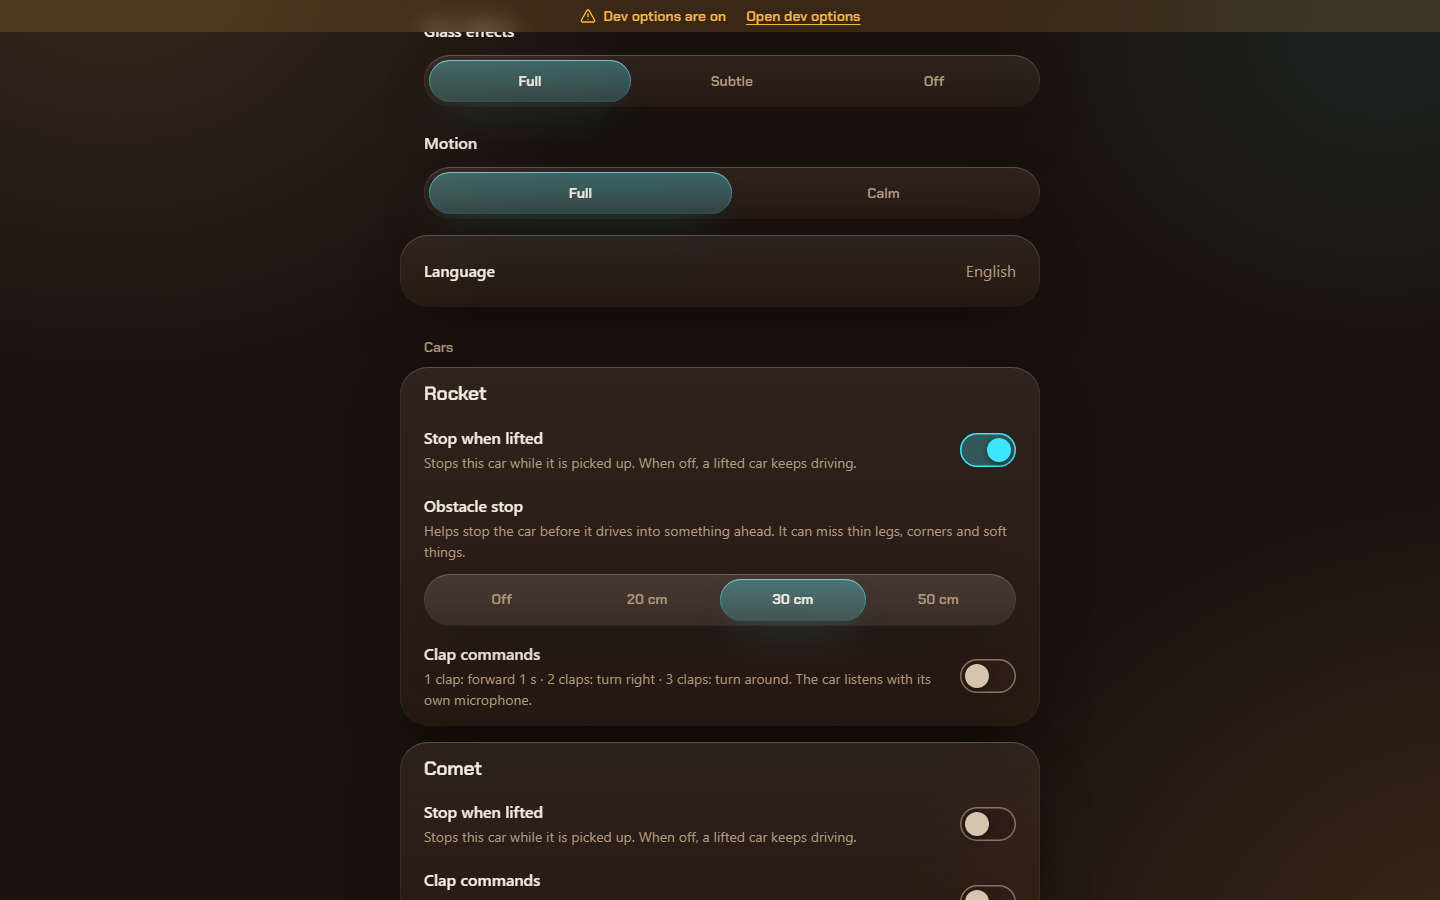 Dev options are on Open dev options
Glass effects
Full Subtle Off
Motion
Full Calm
Language English
Cars
Rocket
Stop when lifted
Stops this car while it is picked up. When off, a lifted car keeps driving.
Obstacle stop
Helps stop the car before it drives into something ahead. It can miss thin legs, corners and soft
things.
Off 20 cm 30 cm 50 cm
Clap commands
1 clap: forward 1 s · 2 claps: turn right · 3 claps: turn around. The car listens with its
own microphone.
Comet
Stop when lifted
Stops this car while it is picked up. When off, a lifted car keeps driving.
Clap commands